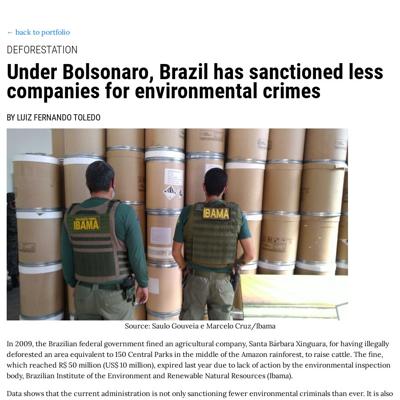 ← back to portfolio
DEFORESTATION
Under Bolsonaro, Brazil has sanctioned less
companies for environmental crimes
BY LUIZ FERNANDO TOLEDO
IBAMA
IBAMA
Source: Saulo Gouveia e Marcelo Cruz/Ibama
In 2009, the Brazilian federal government fined an agricultural company, Santa Bárbara Xinguara, for having illegally
deforested an area equivalent to 150 Central Parks in the middle of the Amazon rainforest, to raise cattle. The fine,
which reached R$ 50 million (US$ 10 million), expired last year due to lack of action by the environmental inspection
body, Brazilian Institute of the Environment and Renewable Natural Resources (Ibama).
Data shows that the current administration is not only sanctioning fewer environmental criminals than ever. It is also